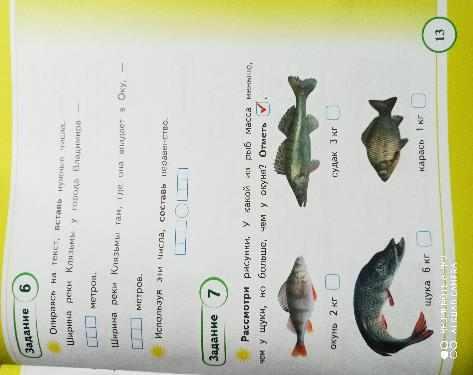 Задание 6
Опираясь на текст, вставь нужные числа.
Ширина реки Клязьмы у города Владимира —
метров.
Ширина реки Клязьмы там, где она впадает в Оку, —
метров.
Используя эти числа, составь неравенство.
Задание 7
Рассмотри рисунки. У какой из рыб масса меньше,
чем у щуки, но больше, чем у окуня? Отметь ✓.
окунь 2 кг
судак 3 кг
щука 6 кг
карась 1 кг
13